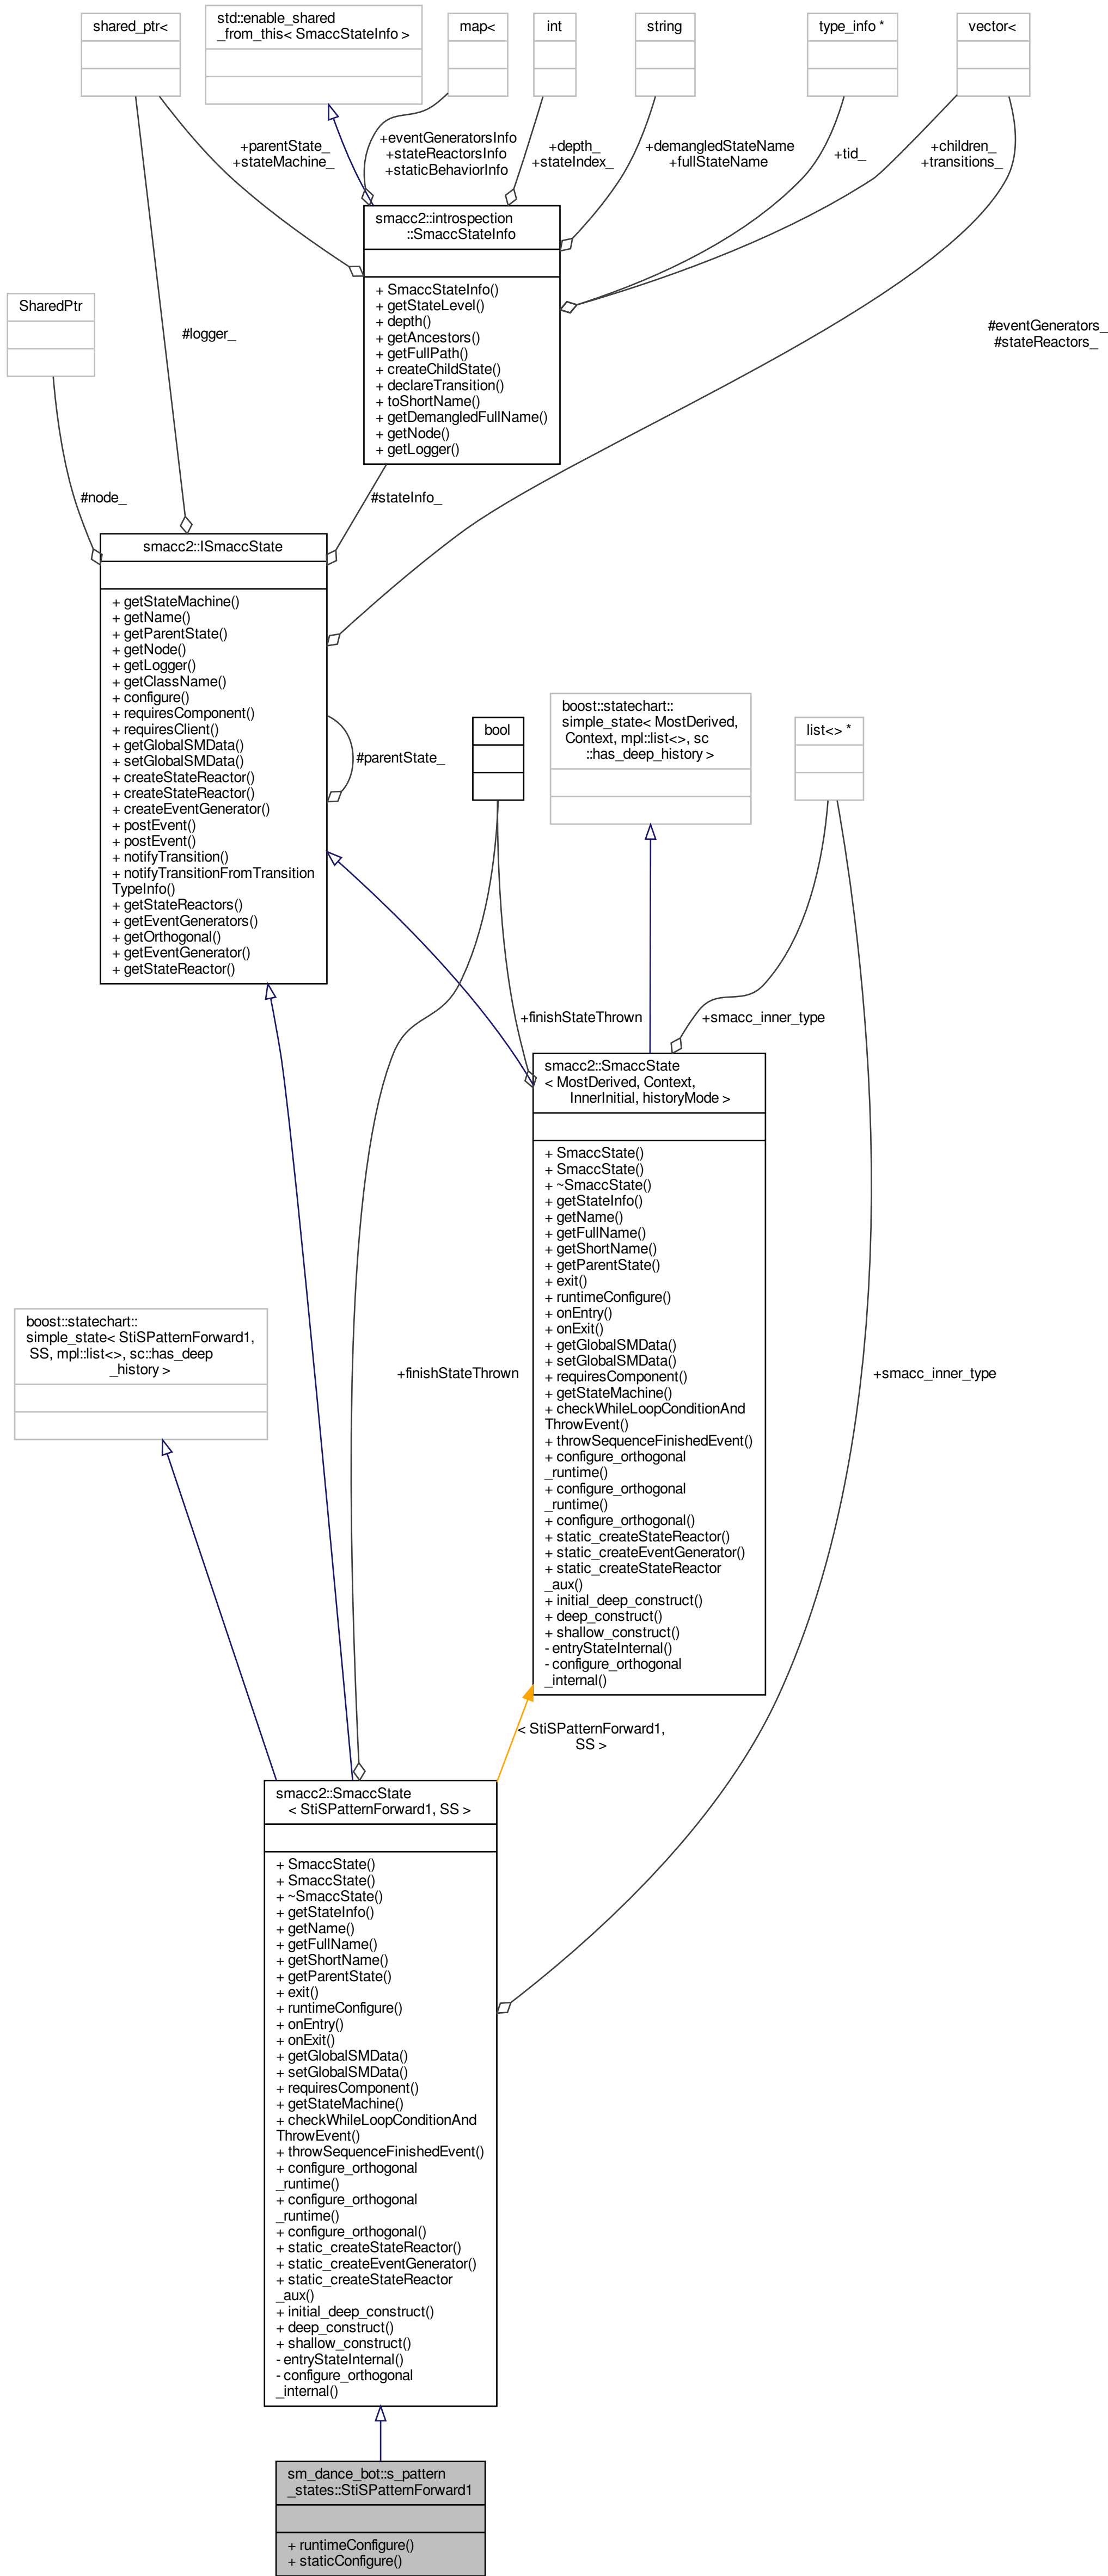 shared_ptr<
std::enable_shared
_from_this< SmaccStateInfo >
map<
int
string
type_info *
vector<
+parentState_
+stateMachine_
+eventGeneratorsInfo
+stateReactorsInfo
+staticBehaviorInfo
+depth_
+stateIndex_
+demangledStateName
+fullStateName
+tid_
+children_
+transitions_
smacc2::introspection
::SmaccStateInfo
+ SmaccStateInfo()
+ getStateLevel()
+ depth()
+ getAncestors()
+ getFullPath()
+ createChildState()
+ declareTransition()
+ toShortName()
+ getDemangledFullName()
+ getNode()
+ getLogger()
SharedPtr
#logger_
#eventGenerators_
#stateReactors_
#node_
#stateInfo_
smacc2::ISmaccState
+ getStateMachine()
+ getName()
+ getParentState()
+ getNode()
+ getLogger()
+ getClassName()
+ configure()
+ requiresComponent()
+ requiresClient()
+ getGlobalSMData()
+ setGlobalSMData()
+ createStateReactor()
+ createStateReactor()
+ createEventGenerator()
+ postEvent()
+ postEvent()
+ notifyTransition()
+ notifyTransitionFromTransition
TypeInfo()
+ getStateReactors()
+ getEventGenerators()
+ getOrthogonal()
+ getEventGenerator()
+ getStateReactor()
#parentState_
bool
boost::statechart::
simple_state< MostDerived,
Context, mpl::list<>, sc
::has_deep_history >
list<> *
+finishStateThrown
+smacc_inner_type
smacc2::SmaccState
< MostDerived, Context,
InnerInitial, historyMode >
+ SmaccState()
+ SmaccState()
+ ~SmaccState()
+ getStateInfo()
+ getName()
+ getFullName()
+ getShortName()
+ getParentState()
+ exit()
+ runtimeConfigure()
+ onEntry()
+ onExit()
+ getGlobalSMData()
+ setGlobalSMData()
+ requiresComponent()
+ getStateMachine()
+ checkWhileLoopConditionAnd
ThrowEvent()
+ throwSequenceFinishedEvent()
+ configure_orthogonal
_runtime()
+ configure_orthogonal
_runtime()
+ configure_orthogonal()
+ static_createStateReactor()
+ static_createEventGenerator()
+ static_createStateReactor
_aux()
+ initial_deep_construct()
+ deep_construct()
+ shallow_construct()
- entryStateInternal()
- configure_orthogonal
_internal()
boost::statechart::
simple_state< StiSPatternForward1,
SS, mpl::list<>, sc::has_deep
_history >
+finishStateThrown
+smacc_inner_type
< StiSPatternForward1,
SS >
smacc2::SmaccState
< StiSPatternForward1, SS >
+ SmaccState()
+ SmaccState()
+ ~SmaccState()
+ getStateInfo()
+ getName()
+ getFullName()
+ getShortName()
+ getParentState()
+ exit()
+ runtimeConfigure()
+ onEntry()
+ onExit()
+ getGlobalSMData()
+ setGlobalSMData()
+ requiresComponent()
+ getStateMachine()
+ checkWhileLoopConditionAnd
ThrowEvent()
+ throwSequenceFinishedEvent()
+ configure_orthogonal
_runtime()
+ configure_orthogonal
_runtime()
+ configure_orthogonal()
+ static_createStateReactor()
+ static_createEventGenerator()
+ static_createStateReactor
_aux()
+ initial_deep_construct()
+ deep_construct()
+ shallow_construct()
- entryStateInternal()
- configure_orthogonal
_internal()
sm_dance_bot::s_pattern
_states::StiSPatternForward1
+ runtimeConfigure()
+ staticConfigure()